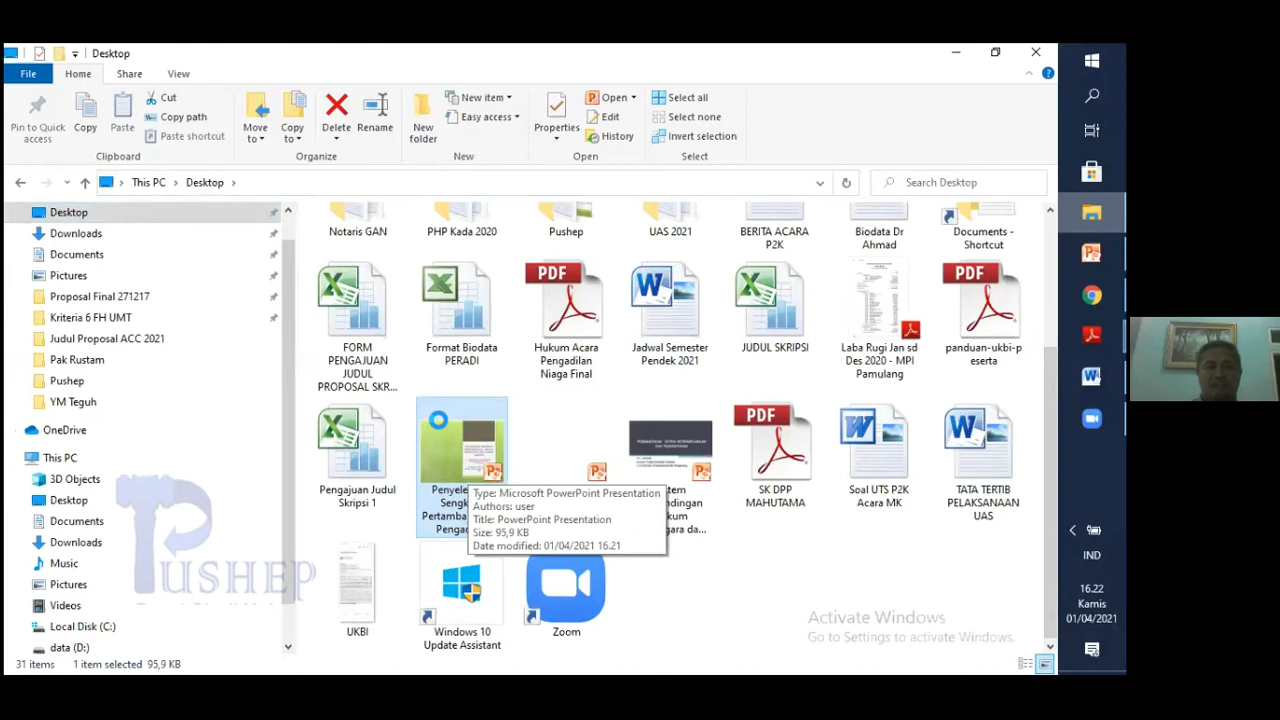 Desktop
File
Home
Share
View
Pin to Quick
access
Copy
Paste
Cut
Copy path
Paste shortcut
Clipboard
Move
to
Copy
to
Delete
Rename
Organize
New
folder
New item
Easy access
New
Properties
Open
Edit
History
Open
Select all
Select none
Invert selection
Select
This PC
Desktop
Search Desktop
Desktop
Downloads
Documents
Pictures
Proposal Final 271217
Kriteria 6 FH UMT
Judul Proposal ACC 2021
Pak Rustam
Pushep
YM Teguh
OneDrive
This PC
3D Objects
Desktop
Documents
Downloads
Music
Pictures
Videos
Local Disk (C:)
data (D:)
PUSHEP
Notaris GAN
PHP Kada 2020
Pushep
UAS 2021
BERITA ACARA
P2K
Biodata Dr
Ahmad
Documents -
Shortcut
FORM
PENGAJUAN
JUDUL
PROPOSAL SKR...
Format Biodata
PERADI
PDF
Hukum Acara
Pengadilan
Niaga Final
Jadwal Semester
Pendek 2021
JUDUL SKRIPSI
Laba Rugi Jan sd
Des 2020 - MPI
Pamulang
PDF
panduan-ukbi-p
eserta
Pengajuan Judul
Skripsi 1
Type: Microsoft PowerPoint Presentation
Authors: user
Title: PowerPoint Presentation
Size: 95,9 KB
Date modified: 01/04/2021 16.21
PDF
SK DPP
MAHUTAMA
Soal UTS P2K
Acara MK
TATA TERTIB
PELAKSANAAN
UAS
UKBI
Windows 10
Update Assistant
Zoom
Activate Windows
Go to Settings to activate Windows.
31 items
1 item selected 95,9 KB
IND
16.22
Kamis
01/04/2021